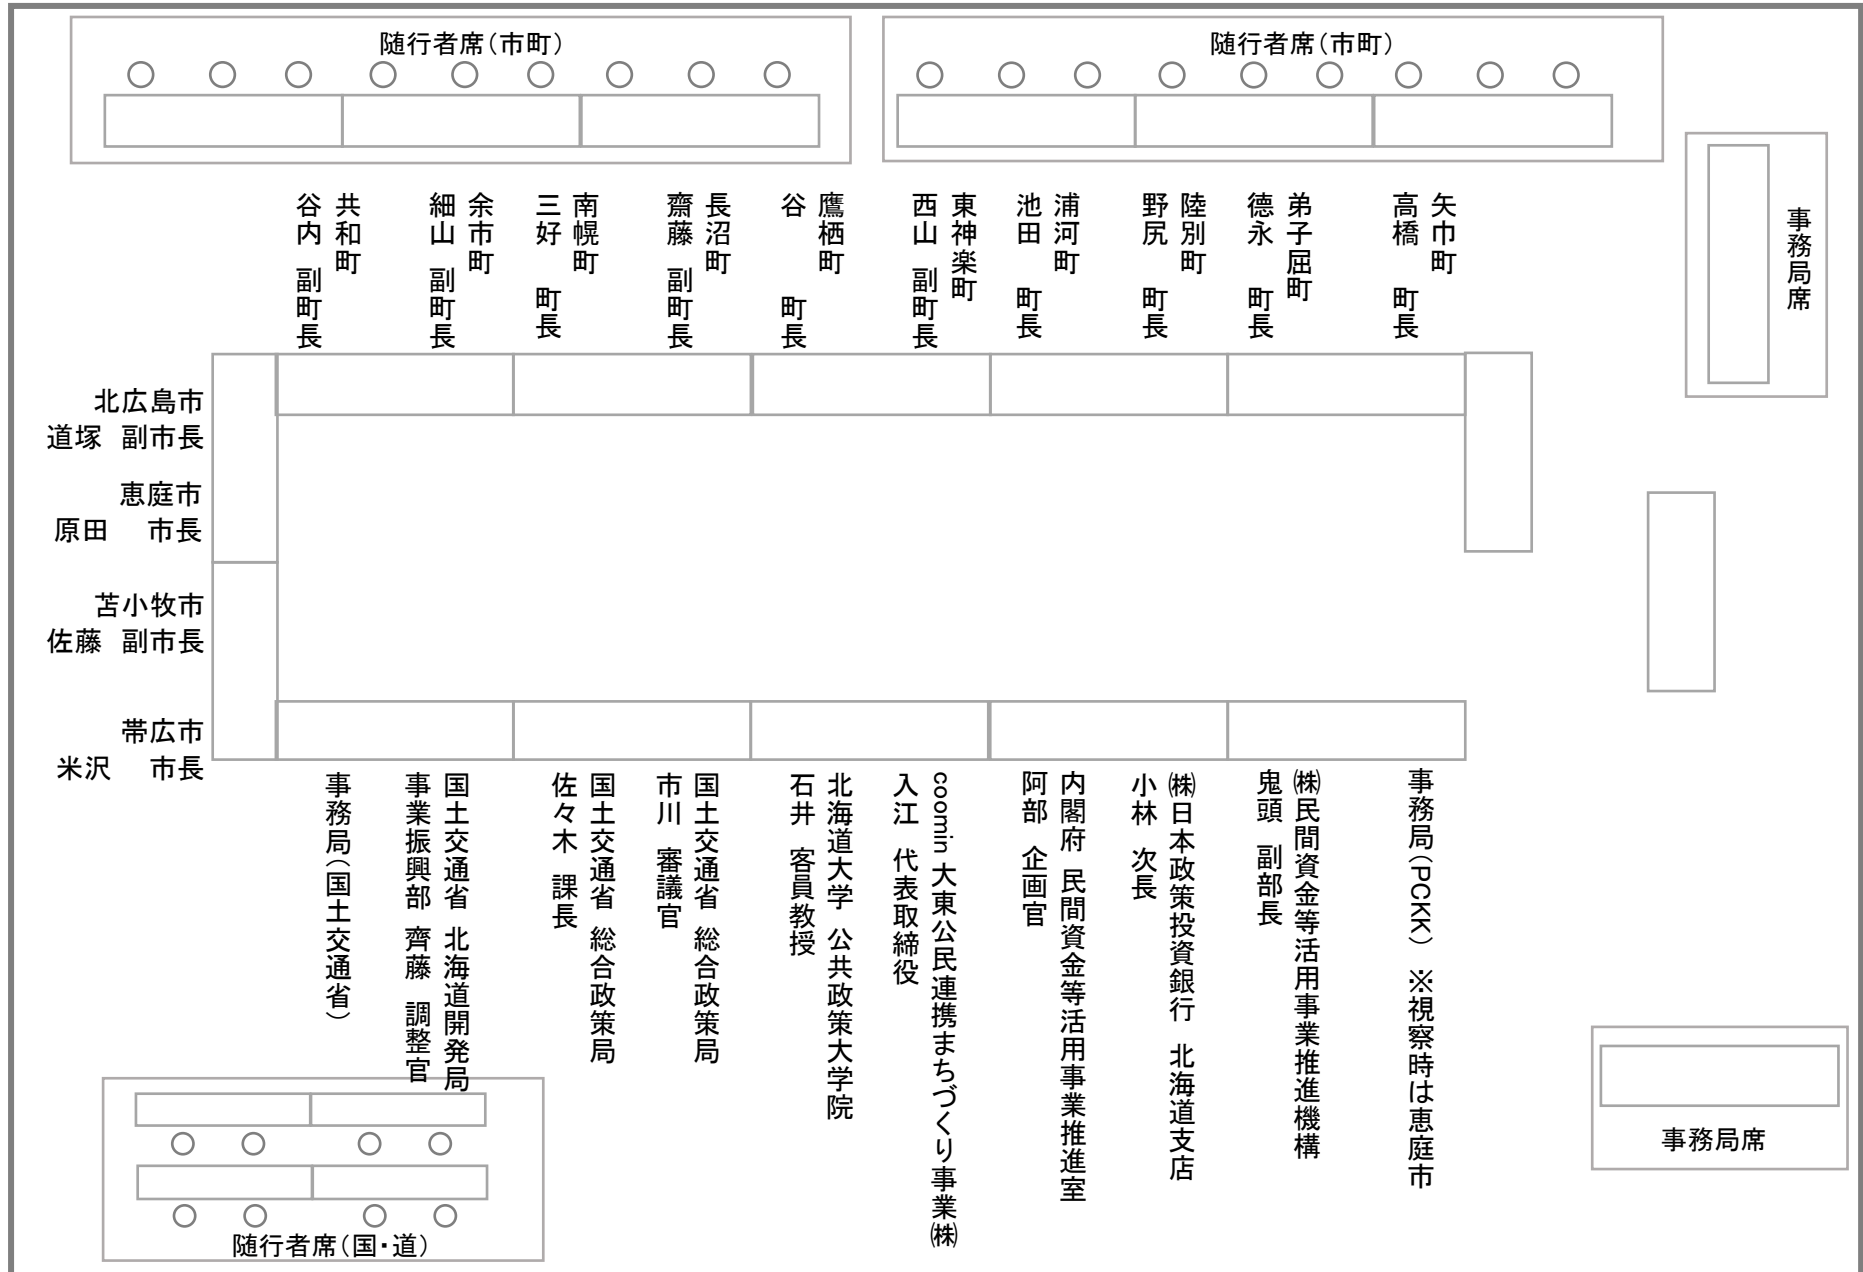 随行者席（市町）
随行者席（市町）
事務局席
共和町
谷内 副町長
余市町
細山 副町長
南幌町
三好 町長
長沼町
齋藤 副町長
鷹栖町
谷 町長
東神楽町
西山 副町長
浦河町
池田 町長
陸別町
野尻 町長
弟子屈町
德永 町長
矢巾町
高橋 町長
北広島市
道塚 副市長
恵庭市
原田 市長
苫小牧市
佐藤 副市長
帯広市
米沢 市長
事務局（国土交通省）
国土交通省 北海道開発局
事業振興部 齊藤 調整官
国土交通省 総合政策局
佐々木 課長
国土交通省 総合政策局
市川 審議官
北海道大学 公共政策大学院
石井 客員教授
coomin 大東公民連携まちづくり事業㈱
入江 代表取締役
内閣府 民間資金等活用事業推進室
阿部 企画官
㈱日本政策投資銀行 北海道支店
小林 次長
㈱民間資金等活用事業推進機構
鬼頭 副部長
事務局（PCKK） ※視察時は恵庭市
随行者席（国・道）
事務局席